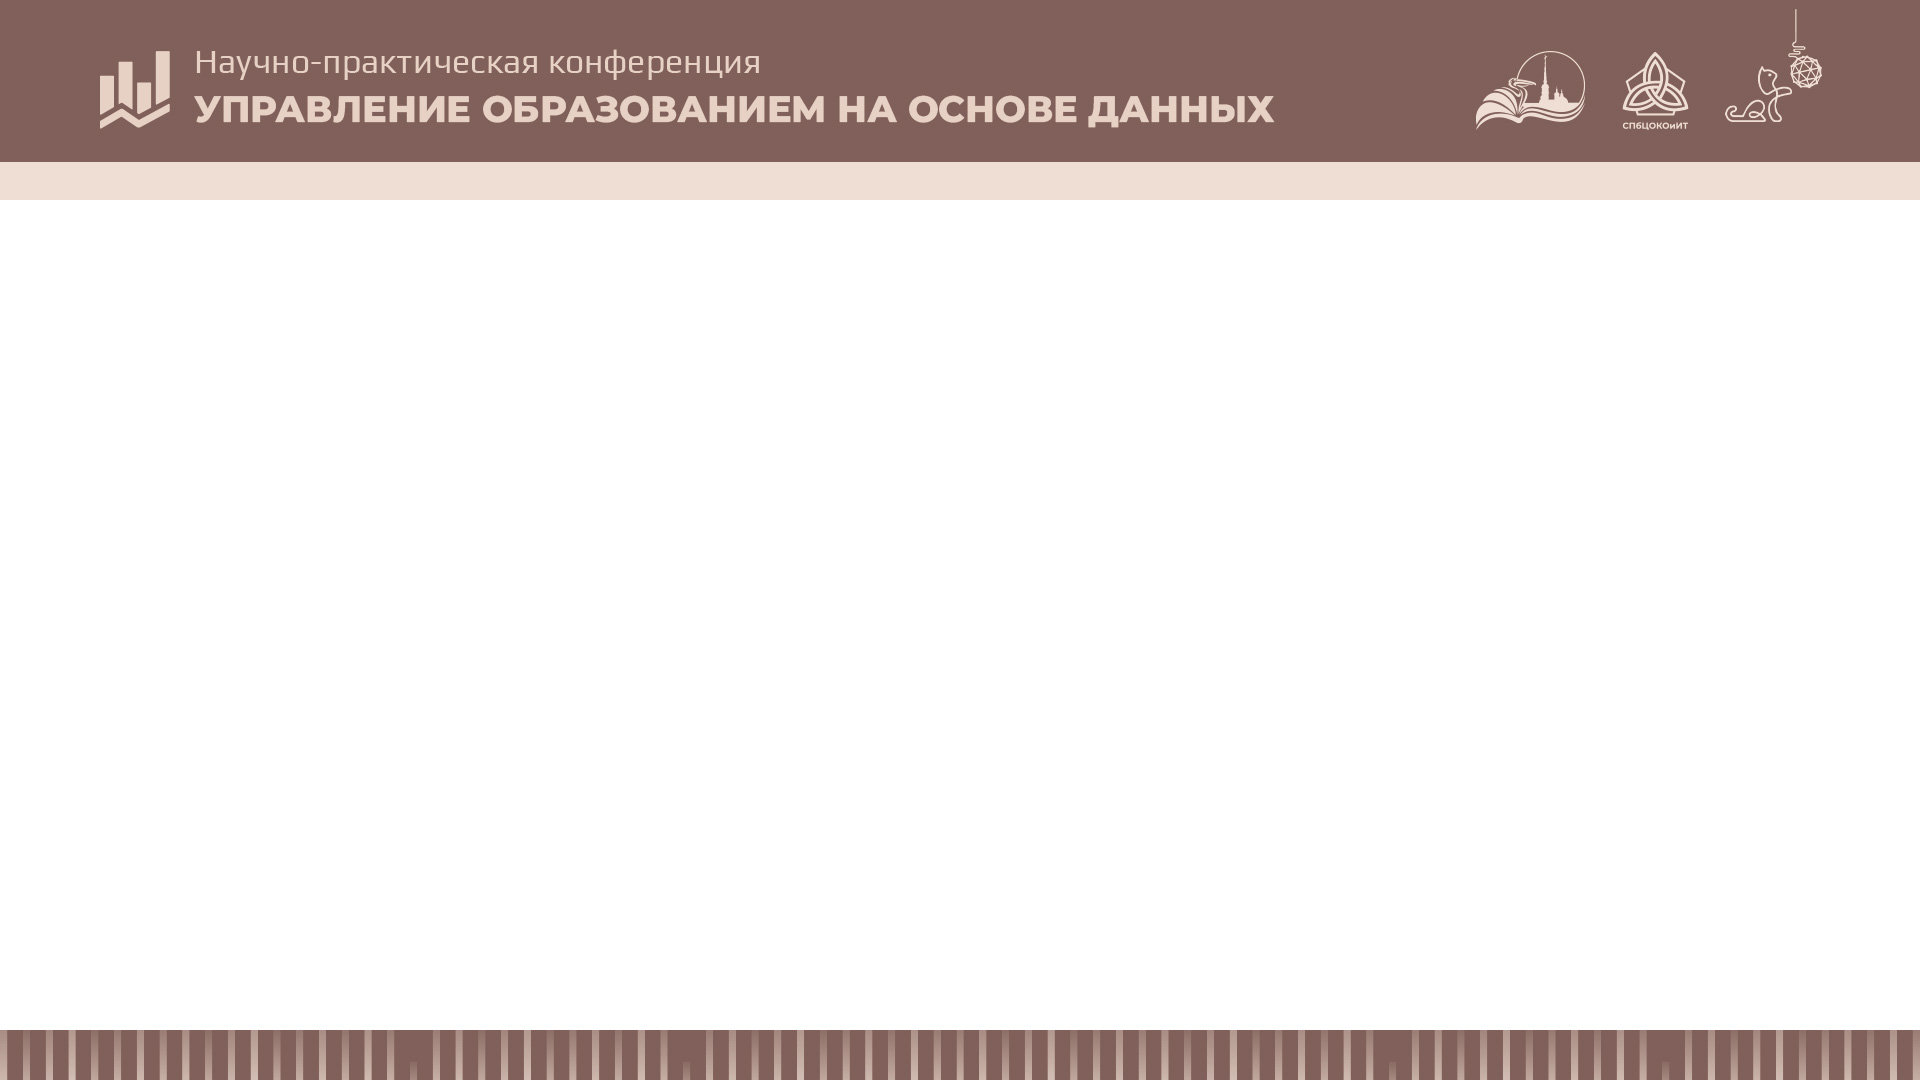 Научно-практическая конференция
УПРАВЛЕНИЕ ОБРАЗОВАНИЕМ НА ОСНОВЕ ДАННЫХ
СПбЦОКОиИТ